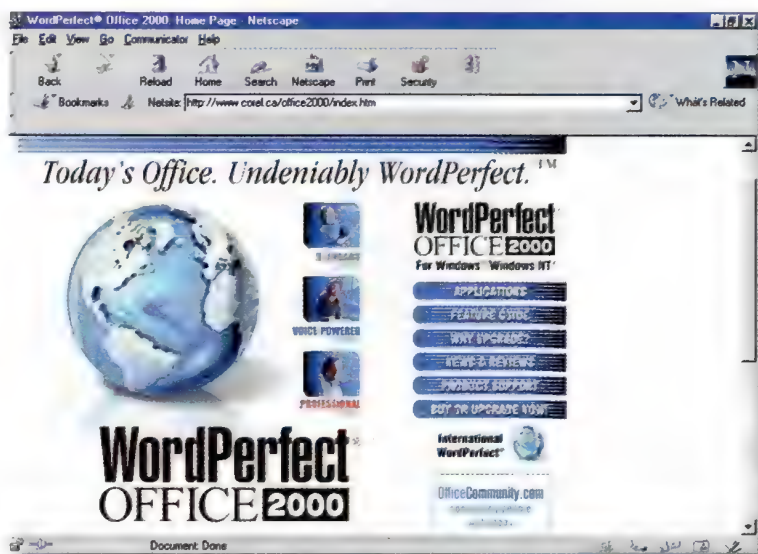 WordPerfect® Office 2000 Home Page - Netscape
File Edit View Go Communicator Help
Back Reload Home Search Netscape Print Security
Bookmarks Netsite: http://www.corel.ca/office2000/index.htm What's Related
Today's Office. Undeniably WordPerfect.™
WordPerfect
OFFICE 2000
For Windows Windows NT
VOICE-POWERED
PROFESSIONAL
APPLICATIONS
FEATURE GUIDE
WHY UPGRADE?
NEWS & REVIEWS
PRODUCT SUPPORT
BUY OR UPGRADE NOW!
International
WordPerfect
OfficeCommunity.com
WordPerfect
OFFICE 2000
Document: Done